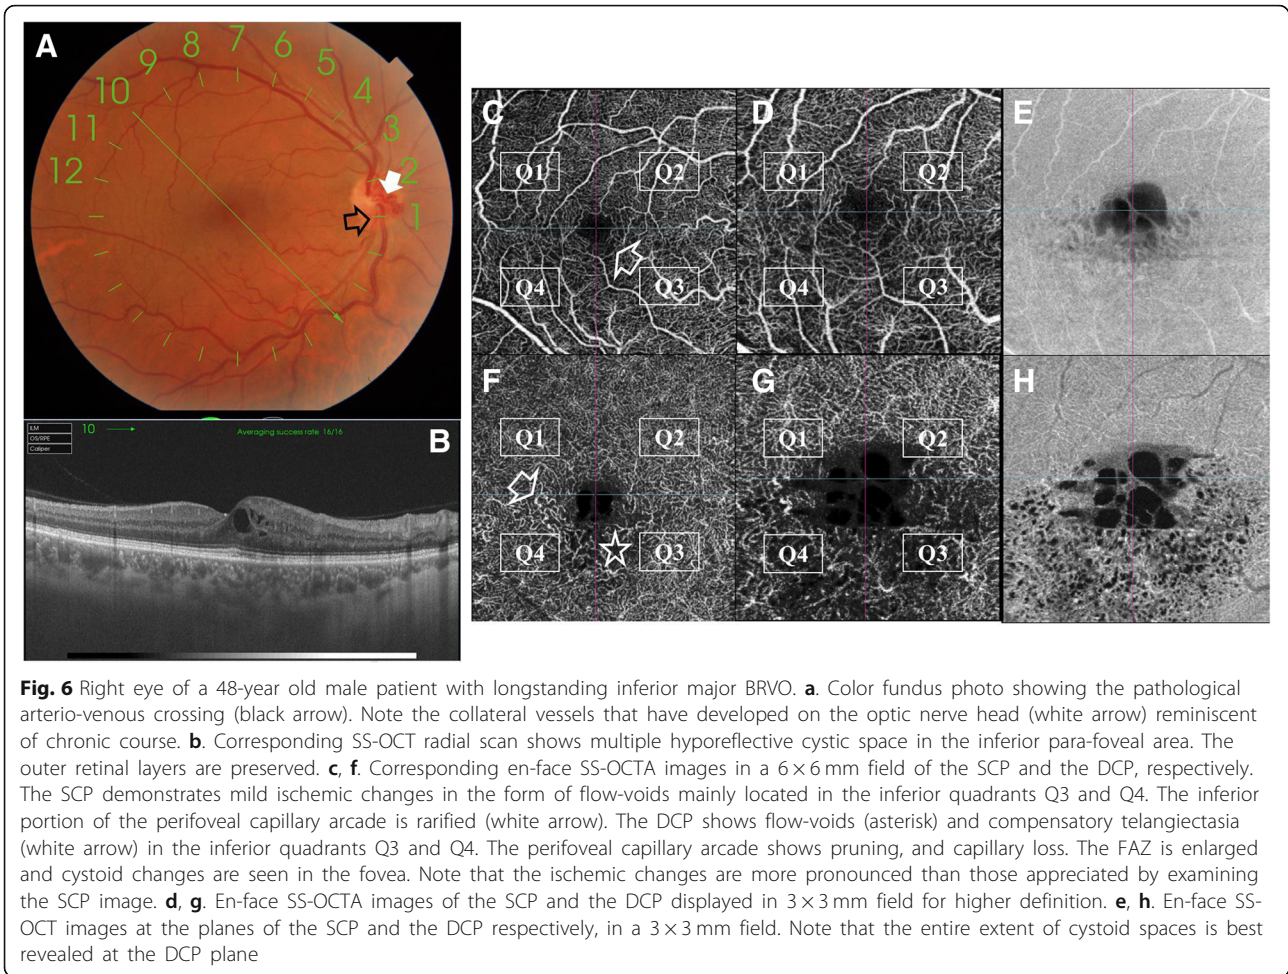 A
7
8
6
9
5
10
4
11
3
12
2
1
ILM
OS/RPE
Caliper
10
Averaging success rate 16/16
B
C
Q1
Q2
Q4
Q3
D
Q1
Q2
Q4
Q3
E
F
Q1
Q2
Q4
Q3
G
Q1
Q2
Q4
Q3
H
Fig. 6 Right eye of a 48-year old male patient with longstanding inferior major BRVO. a. Color fundus photo showing the pathological
arterio-venous crossing (black arrow). Note the collateral vessels that have developed on the optic nerve head (white arrow) reminiscent
of chronic course. b. Corresponding SS-OCT radial scan shows multiple hyporeflective cystic space in the inferior para-foveal area. The
outer retinal layers are preserved. c, f. Corresponding en-face SS-OCTA images in a 6 × 6 mm field of the SCP and the DCP, respectively.
The SCP demonstrates mild ischemic changes in the form of flow-voids mainly located in the inferior quadrants Q3 and Q4. The inferior
portion of the perifoveal capillary arcade is rarified (white arrow). The DCP shows flow-voids (asterisk) and compensatory telangiectasia
(white arrow) in the inferior quadrants Q3 and Q4. The perifoveal capillary arcade shows pruning, and capillary loss. The FAZ is enlarged
and cystoid changes are seen in the fovea. Note that the ischemic changes are more pronounced than those appreciated by examining
the SCP image. d, g. En-face SS-OCTA images of the SCP and the DCP displayed in 3 × 3 mm field for higher definition. e, h. En-face SS-
OCT images at the planes of the SCP and the DCP respectively, in a 3 × 3 mm field. Note that the entire extent of cystoid spaces is best
revealed at the DCP plane